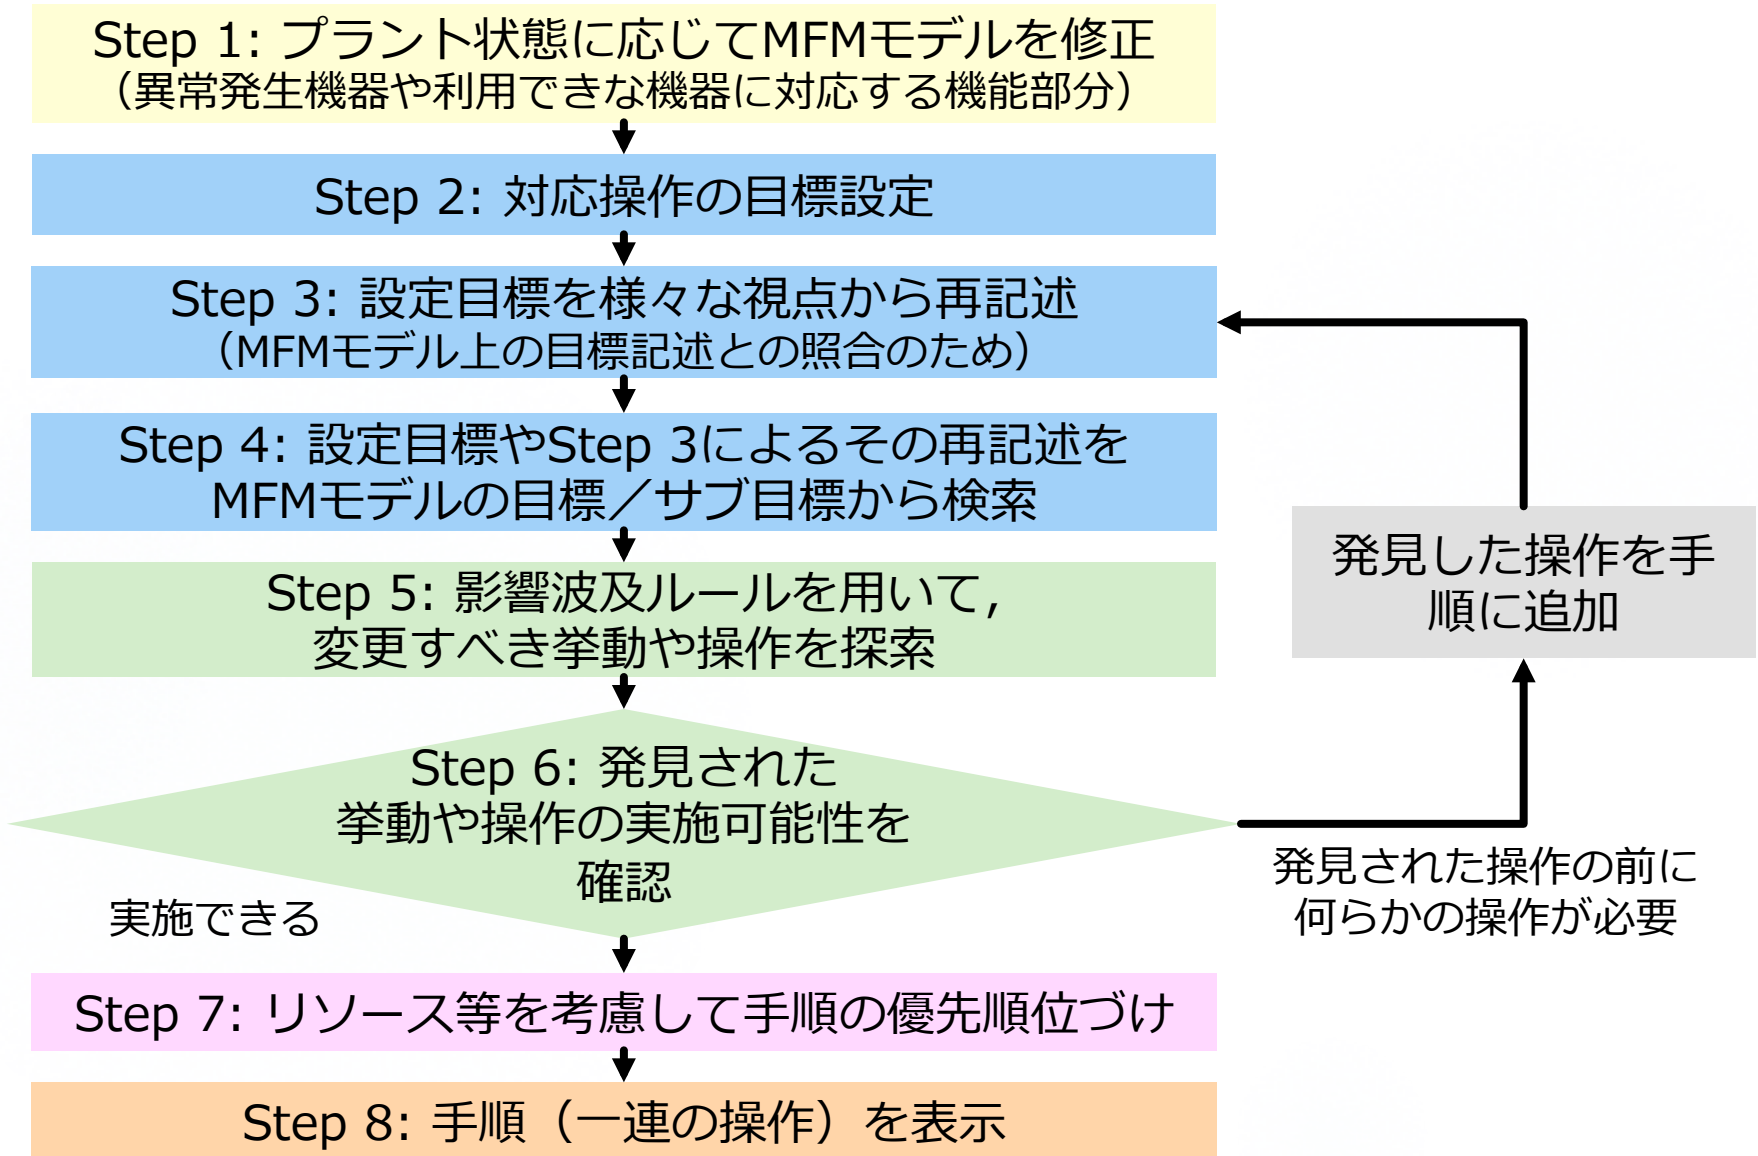 Step 1: プラント状態に応じてMFMモデルを修正
（異常発生機器や利用できな機器に対応する機能部分）
Step 2: 対応操作の目標設定
Step 3: 設定目標を様々な視点から再記述
（MFMモデル上の目標記述との照合のため）
Step 4: 設定目標やStep 3によるその再記述を
MFMモデルの目標／サブ目標から検索
Step 5: 影響波及ルールを用いて,
変更すべき挙動や操作を探索
発見した操作を手
順に追加
Step 6: 発見された
挙動や操作の実施可能性を
確認
実施できる
発見された操作の前に
何らかの操作が必要
Step 7: リソース等を考慮して手順の優先順位づけ
Step 8: 手順（一連の操作）を表示